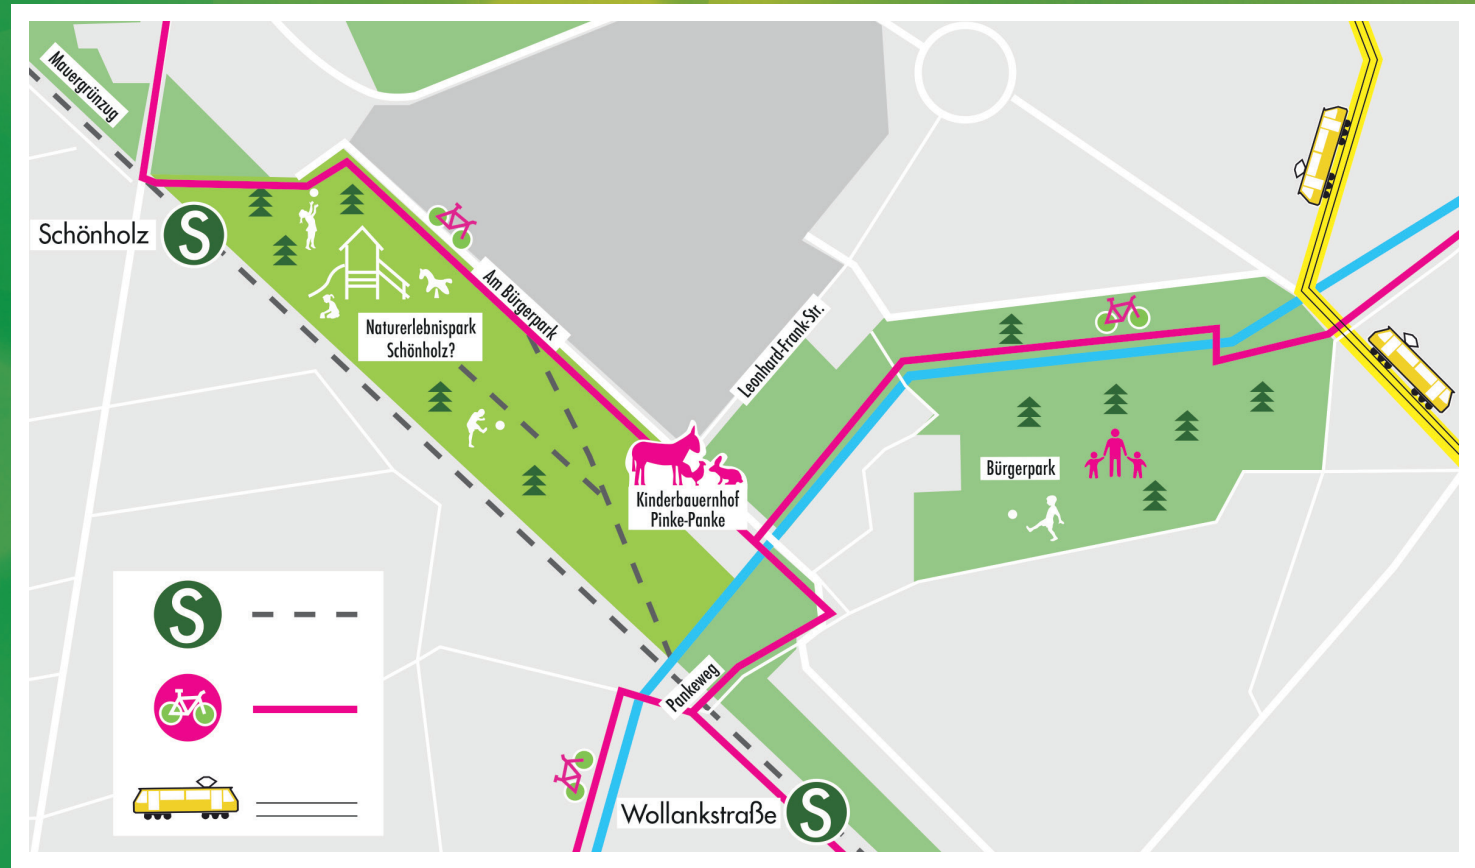 Mauergrünzug
Schönholz
S
Am Bürgerpark
Naturerlebnispark
Schönholz?
Leonhard-Frank-Str.
Kinderbauernhof
Pinke-Panke
Bürgerpark
S
Pankeweg
Wollankstraße
S